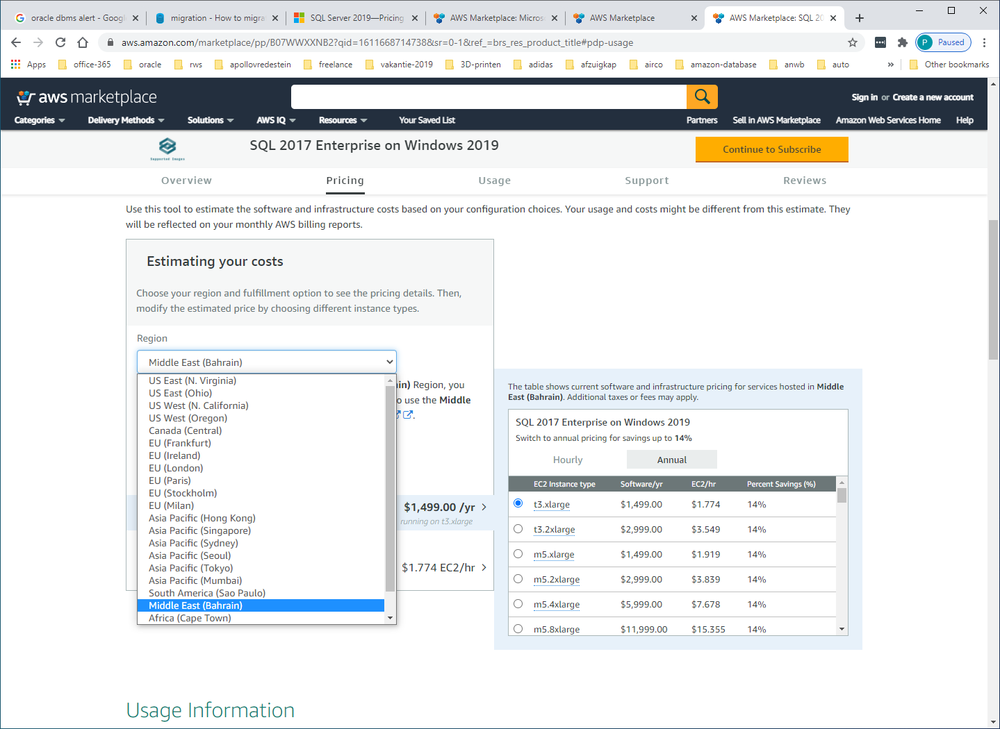 oracle dbms alert - Googl
migration - How to migra
SQL Server 2019—Pricing
AWS Marketplace: Micros
AWS Marketplace
AWS Marketplace: SQL 20
aws.amazon.com/marketplace/pp/B07WWXXNB2?qid=1611668714738&sr=0-1&ref_=brs_res_product_title#pdp-usage
P Paused
Apps office-365 oracle rws apollovredestein freelance vakantie-2019 3D-printen adidas afzuigkap airco amazon-database anwb auto » Other bookmarks
aws marketplace
Sign in or Create a new account
Categories Delivery Methods Solutions AWS IQ Resources Your Saved List Partners Sell in AWS Marketplace Amazon Web Services Home Help
Supported Images
SQL 2017 Enterprise on Windows 2019
Continue to Subscribe
Overview Pricing Usage Support Reviews
Use this tool to estimate the software and infrastructure costs based on your configuration choices. Your usage and costs might be different from this estimate. They
will be reflected on your monthly AWS billing reports.
Estimating your costs
Choose your region and fulfillment option to see the pricing details. Then,
modify the estimated price by choosing different instance types.
Region
Middle East (Bahrain)
US East (N. Virginia)
US East (Ohio)
US West (N. California)
US West (Oregon)
Canada (Central)
EU (Frankfurt)
EU (Ireland)
EU (London)
EU (Paris)
EU (Stockholm)
EU (Milan)
Asia Pacific (Hong Kong)
Asia Pacific (Singapore)
Asia Pacific (Sydney)
Asia Pacific (Seoul)
Asia Pacific (Tokyo)
Asia Pacific (Mumbai)
South America (Sao Paulo)
Middle East (Bahrain)
Africa (Cape Town)
in) Region, you
o use the Middle
.
$1,499.00 /yr
running on t3.xlarge
$1.774 EC2/hr
The table shows current software and infrastructure pricing for services hosted in Middle
East (Bahrain). Additional taxes or fees may apply.
SQL 2017 Enterprise on Windows 2019
Switch to annual pricing for savings up to 14%
Hourly Annual
EC2 Instance type Software/yr EC2/hr Percent Savings (%)
t3.xlarge $1,499.00 $1.774 14%
t3.2xlarge $2,999.00 $3.549 14%
m5.xlarge $1,499.00 $1.919 14%
m5.2xlarge $2,999.00 $3.839 14%
m5.4xlarge $5,999.00 $7.678 14%
m5.8xlarge $11,999.00 $15.355 14%
Usage Information